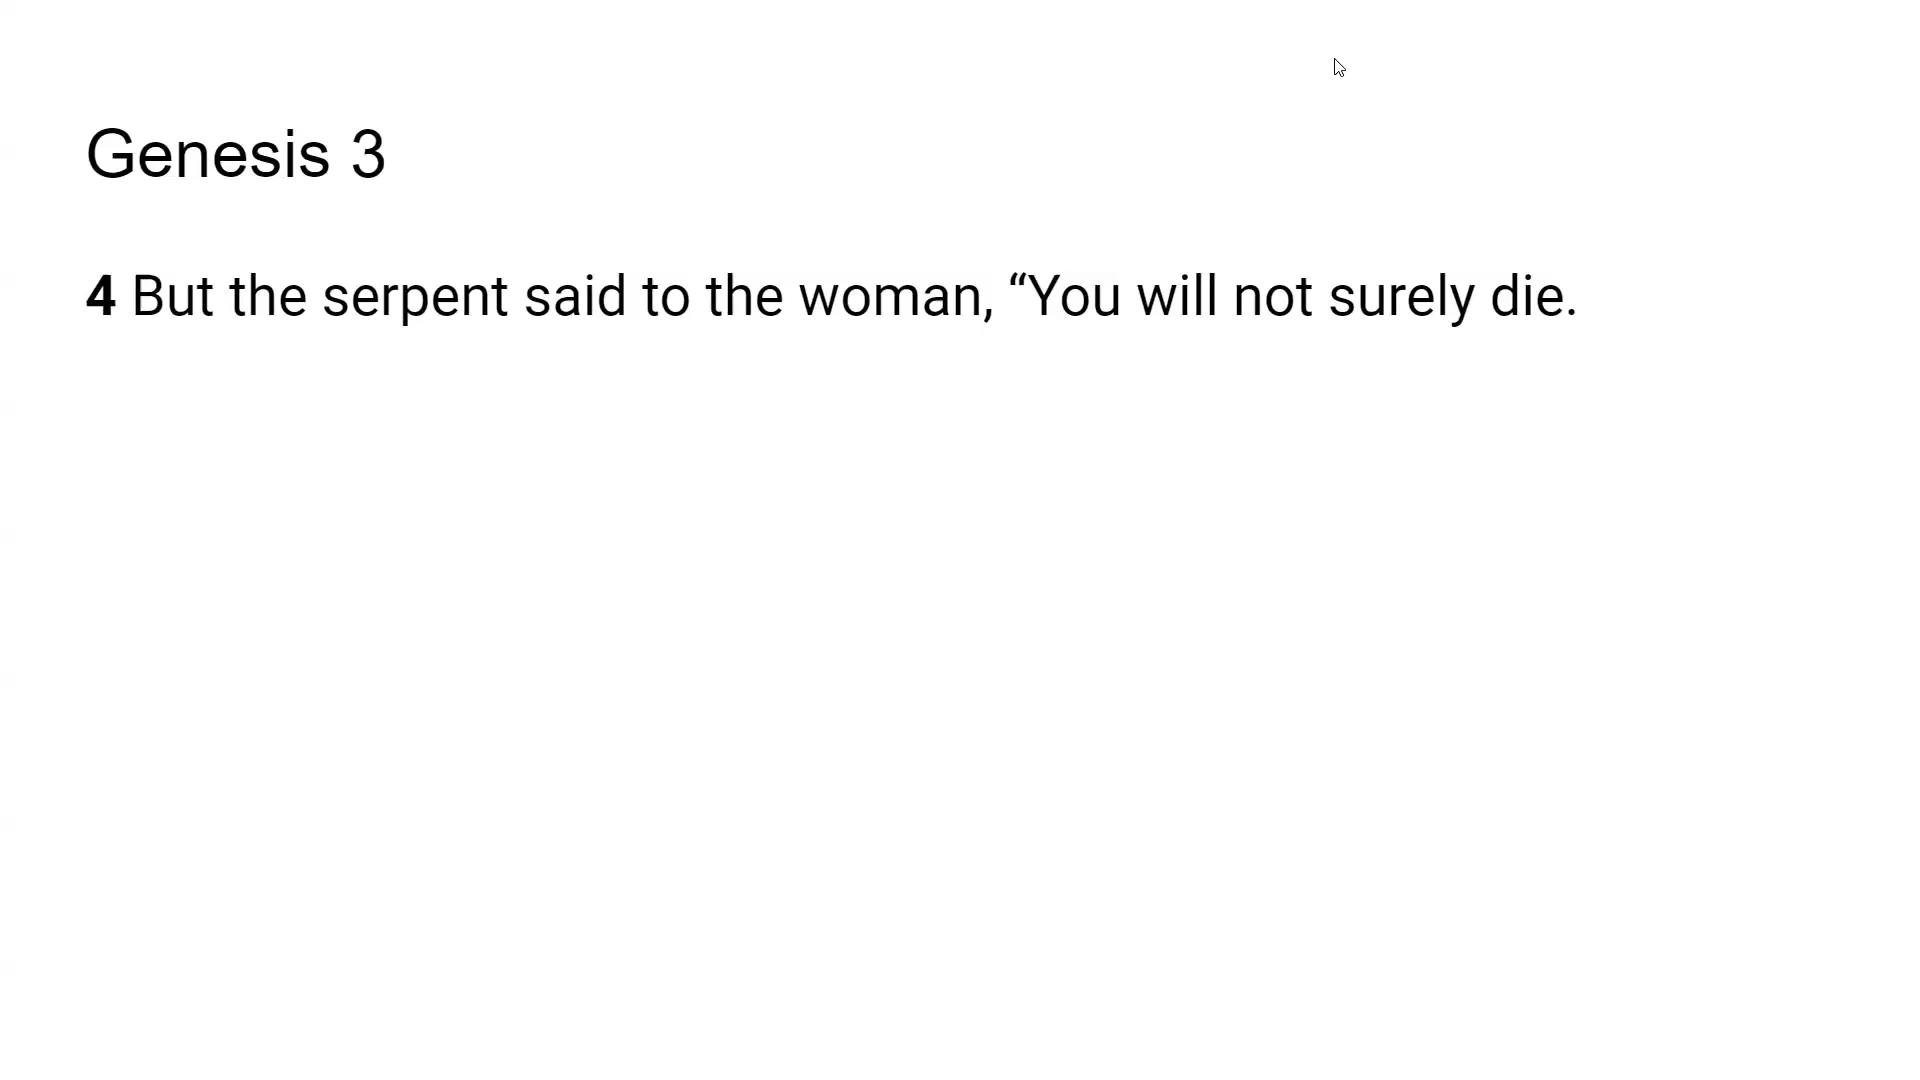 Genesis 3
4 But the serpent said to the woman, “You will not surely die.